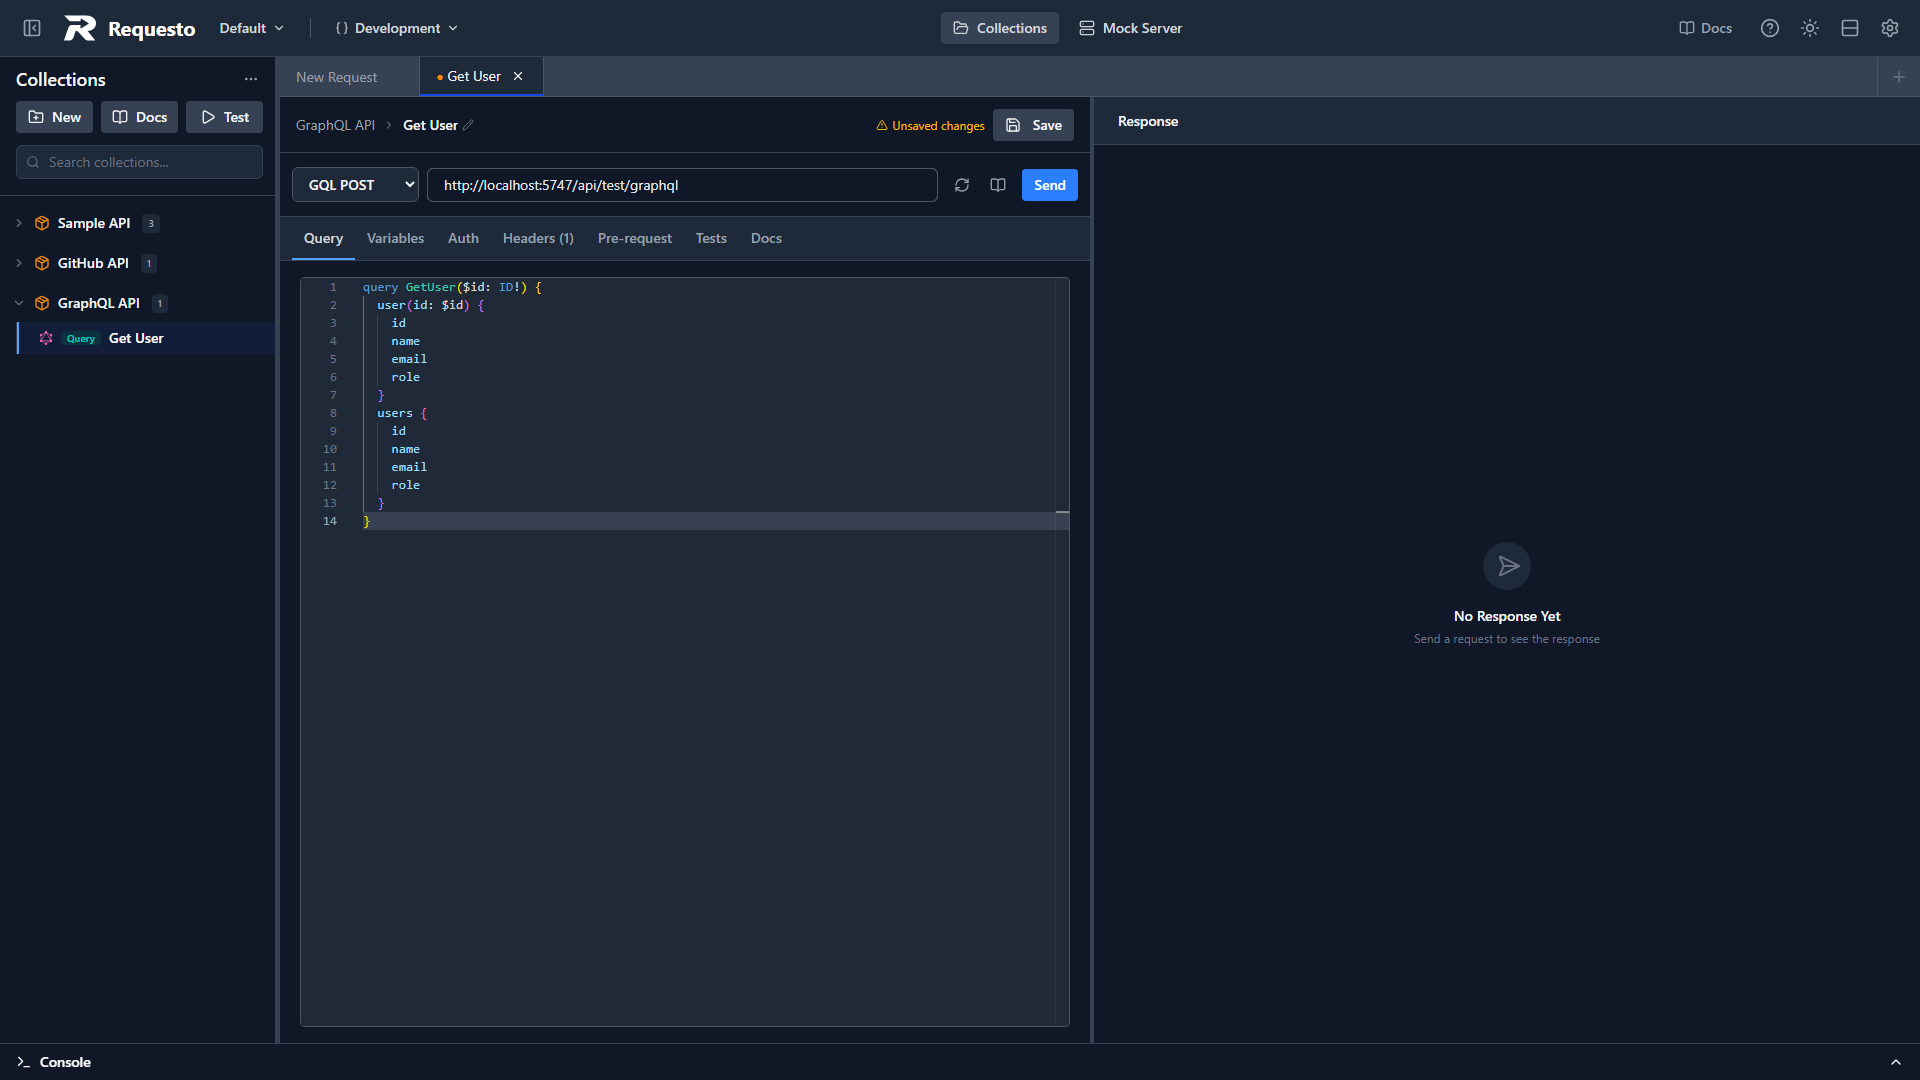 Requesto
Default
{ } Development
Collections
Mock Server
Docs
Collections
New
Docs
Test
Search collections...
Sample API 3
GitHub API 1
GraphQL API 1
Query Get User
New Request
Get User
GraphQL API > Get User
Unsaved changes
Save
GQL POST
http://localhost:5747/api/test/graphql
Send
Query
Variables
Auth
Headers (1)
Pre-request
Tests
Docs
1 query GetUser($id: ID!) {
2 user(id: $id) {
3 id
4 name
5 email
6 role
7 }
8 users {
9 id
10 name
11 email
12 role
13 }
14 }
Response
No Response Yet
Send a request to see the response
Console